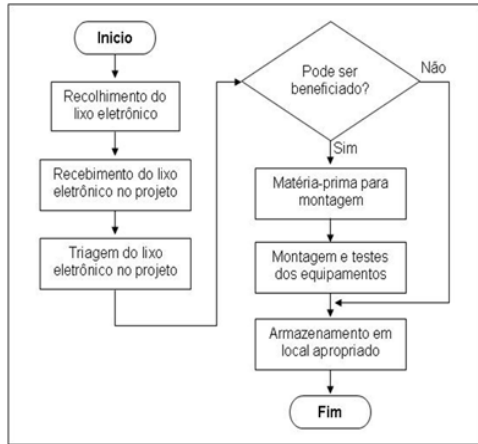 Inicio
Recolhimento do
lixo eletrônico
Recebimento do lixo
eletrônico no projeto
Triagem do lixo
eletrônico no projeto
Pode ser
beneficiado?
Não
Sim
Matéria-prima para
montagem
Montagem e testes
dos equipamentos
Armazenamento em
local apropriado
Fim